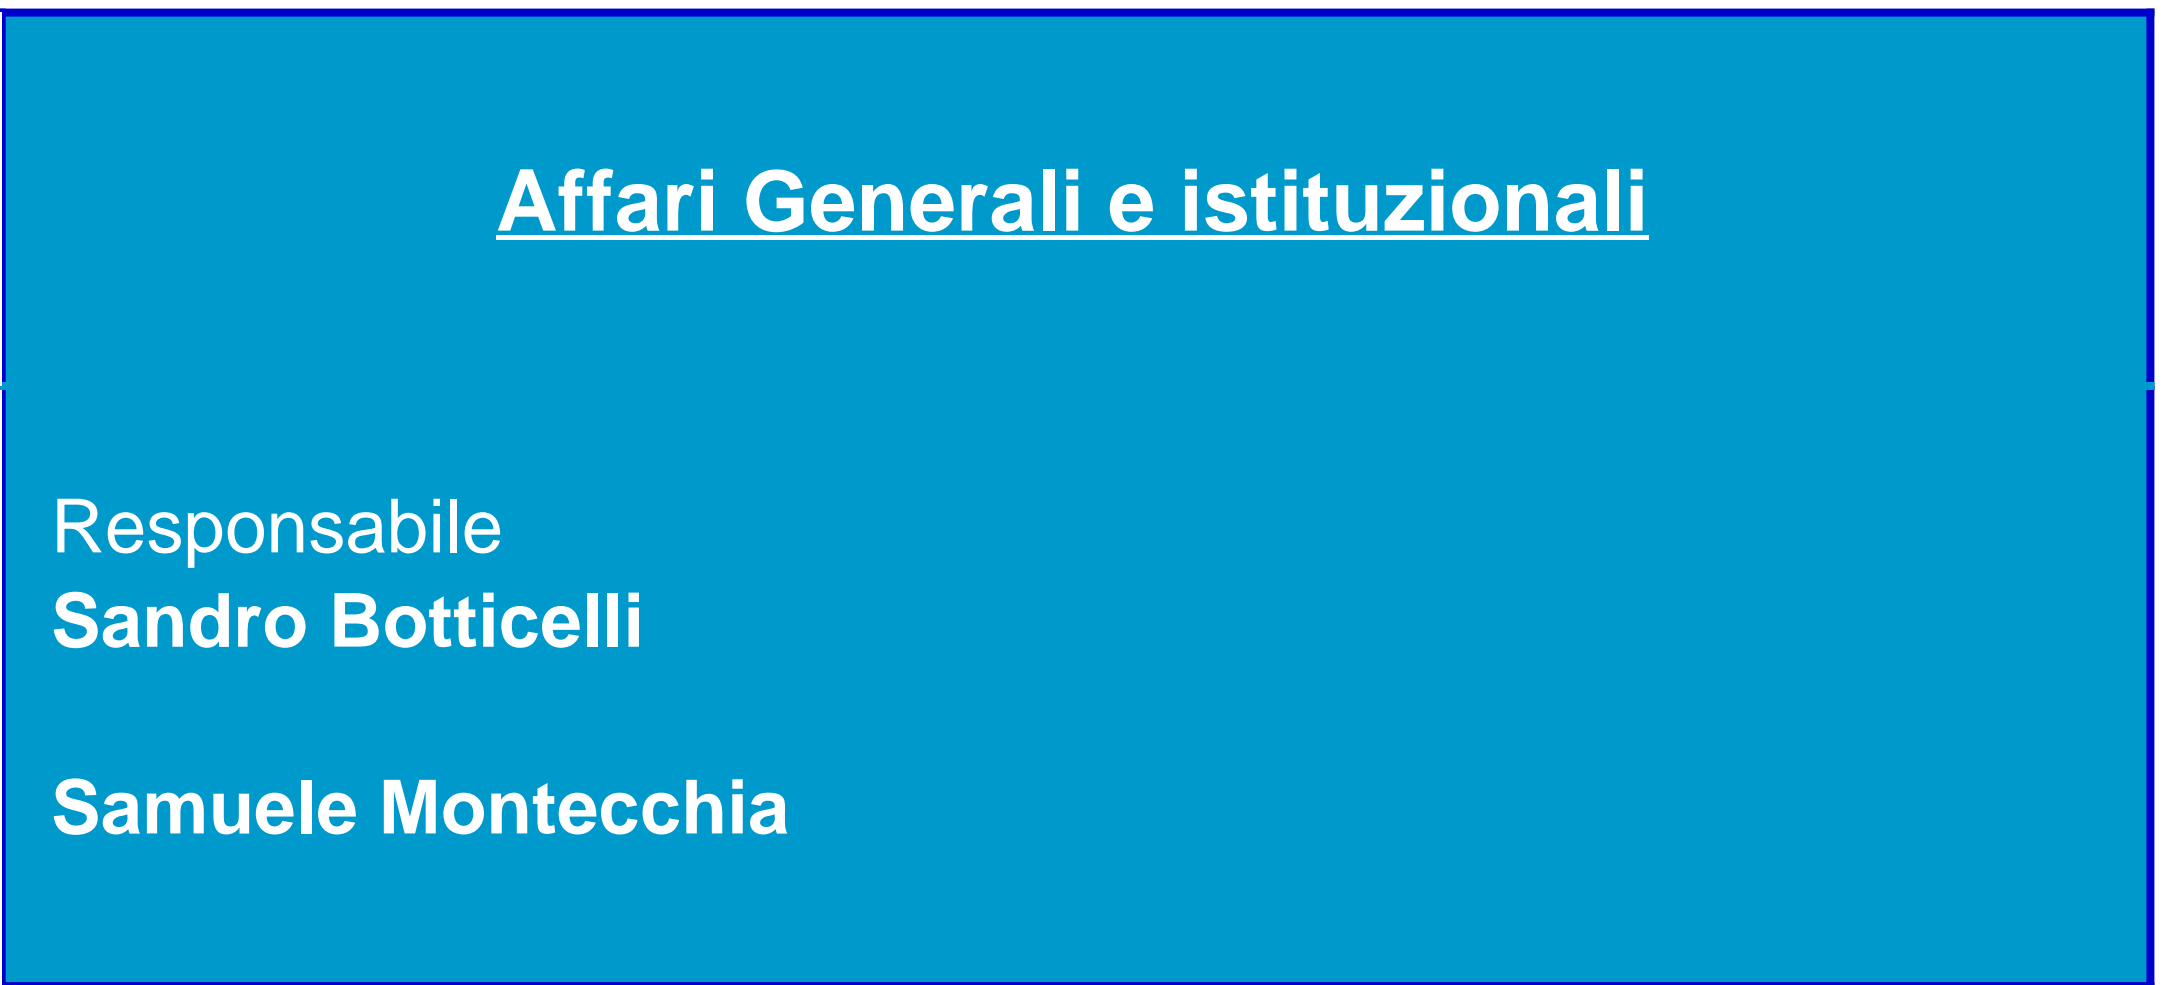 Affari Generali e istituzionali
Responsabile
Sandro Botticelli
Samuele Montecchia